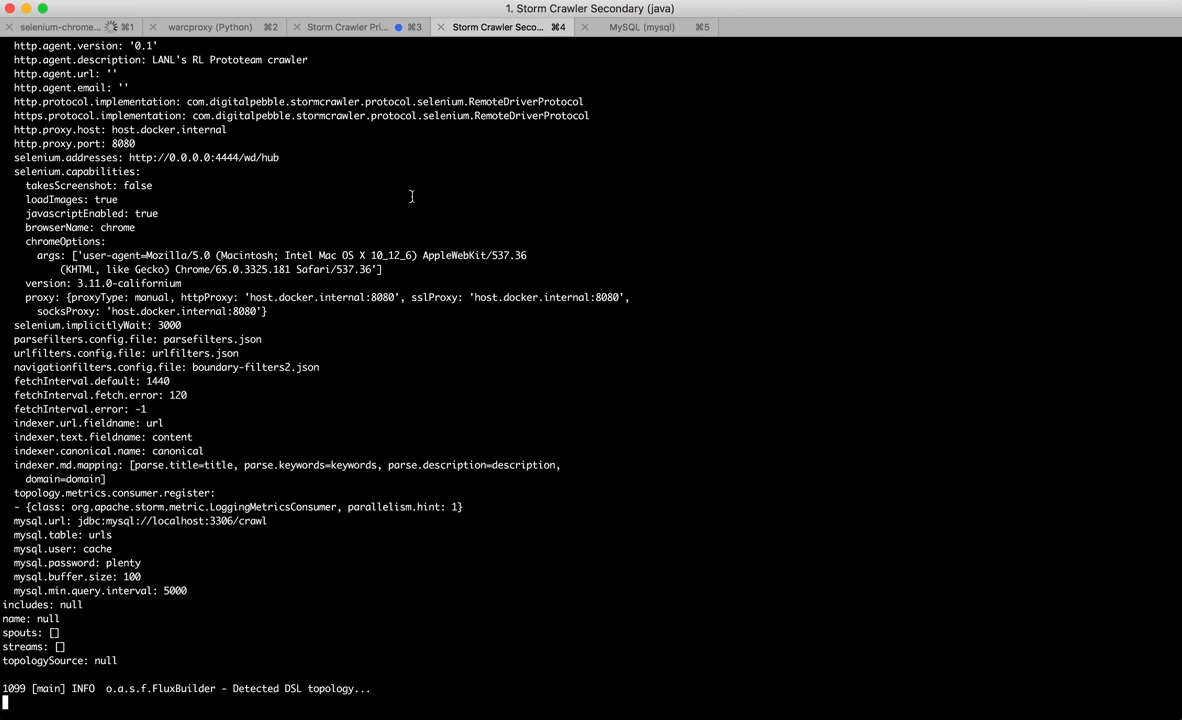 1. Storm Crawler Secondary (java)
selenium-chrome... ⌘1 warcproxy (Python) ⌘2 Storm Crawler Pri... ⌘3 Storm Crawler Seco... ⌘4 MySQL (mysql) ⌘5
http.agent.version: '0.1'
http.agent.description: LANL's RL Prototeam crawler
http.agent.url: ''
http.agent.email: ''
http.protocol.implementation: com.digitalpebble.stormcrawler.protocol.selenium.RemoteDriverProtocol
https.protocol.implementation: com.digitalpebble.stormcrawler.protocol.selenium.RemoteDriverProtocol
http.proxy.host: host.docker.internal
http.proxy.port: 8080
selenium.addresses: http://0.0.0.0:4444/wd/hub
selenium.capabilities:
takesScreenshot: false
loadImages: true
javascriptEnabled: true
browserName: chrome
chromeOptions:
args: ['user-agent=Mozilla/5.0 (Macintosh; Intel Mac OS X 10_12_6) AppleWebKit/537.36
(KHTML, like Gecko) Chrome/65.0.3325.181 Safari/537.36']
version: 3.11.0-californium
proxy: {proxyType: manual, httpProxy: 'host.docker.internal:8080', sslProxy: 'host.docker.internal:8080',
socksProxy: 'host.docker.internal:8080'}
selenium.implicitlyWait: 3000
parsefilters.config.file: parsefilters.json
urlfilters.config.file: urlfilters.json
navigationfilters.config.file: boundary-filters2.json
fetchInterval.default: 1440
fetchInterval.fetch.error: 120
fetchInterval.error: -1
indexer.url.fieldname: url
indexer.text.fieldname: content
indexer.canonical.name: canonical
indexer.md.mapping: [parse.title=title, parse.keywords=keywords, parse.description=description,
domain=domain]
topology.metrics.consumer.register:
- {class: org.apache.storm.metric.LoggingMetricsConsumer, parallelism.hint: 1}
mysql.url: jdbc:mysql://localhost:3306/crawl
mysql.table: urls
mysql.user: cache
mysql.password: plenty
mysql.buffer.size: 100
mysql.min.query.interval: 5000
includes: null
name: null
spouts: []
streams: []
topologySource: null
1099 [main] INFO  o.a.s.f.FluxBuilder - Detected DSL topology...